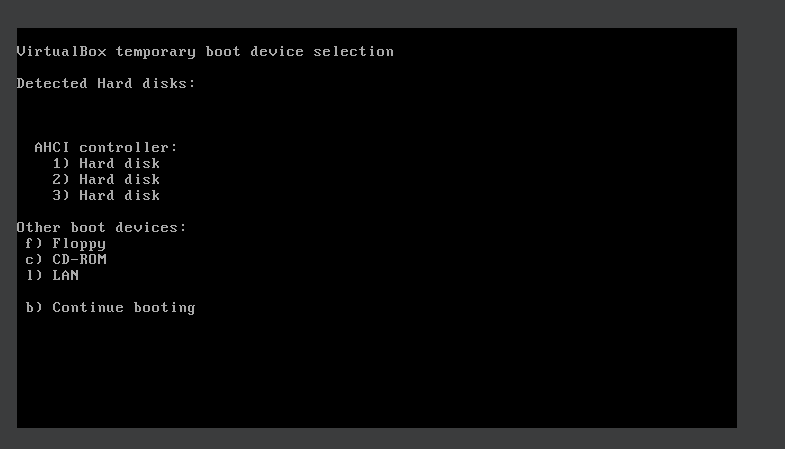 VirtualBox temporary boot device selection
Detected Hard disks:
AHCI controller:
1) Hard disk
2) Hard disk
3) Hard disk
Other boot devices:
f) Floppy
c) CD-ROM
l) LAN
b) Continue booting